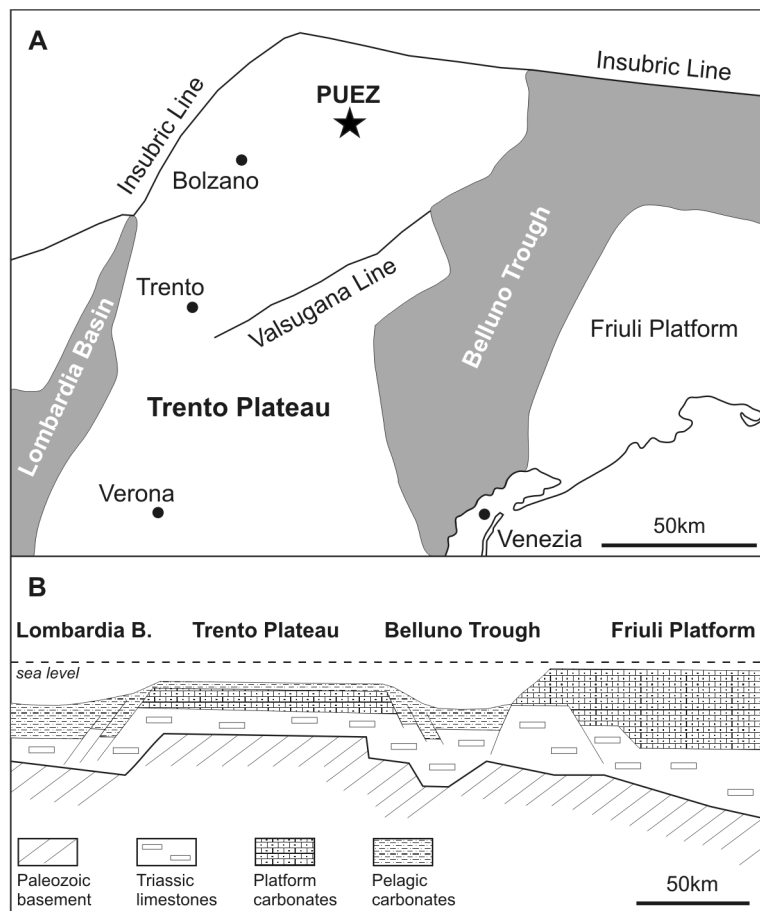 A
Insubric Line
PUEZ
Insubric Line
Bolzano
Trento
Valsugana Line
Belluno Trough
Friuli Platform
Lombardia Basin
Trento Plateau
Verona
Venezia
50km
B
Lombardia B.
Trento Plateau
Belluno Trough
Friuli Platform
sea level
Paleozoic
basement
Triassic
limestones
Platform
carbonates
Pelagic
carbonates
50km